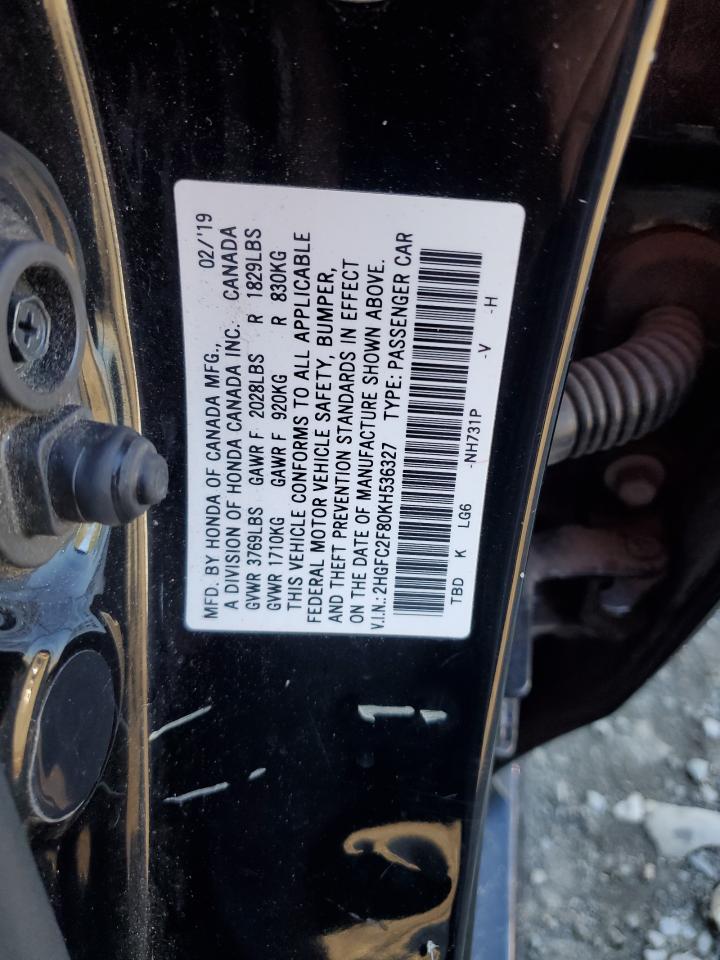 MFD. BY HONDA OF CANADA MFG., 02/'19
A DIVISION OF HONDA CANADA INC. CANADA
GVWR 3769LBS GAWR F 2028LBS R 1829LBS
GVWR 1710KG GAWR F 920KG R 830KG
THIS VEHICLE CONFORMS TO ALL APPLICABLE
FEDERAL MOTOR VEHICLE SAFETY, BUMPER,
AND THEFT PREVENTION STANDARDS IN EFFECT
ON THE DATE OF MANUFACTURE SHOWN ABOVE.
V.I.N.: 2HGFC2F80KH536327 TYPE: PASSENGER CAR
TBD K LG6 -NH731P -V -H